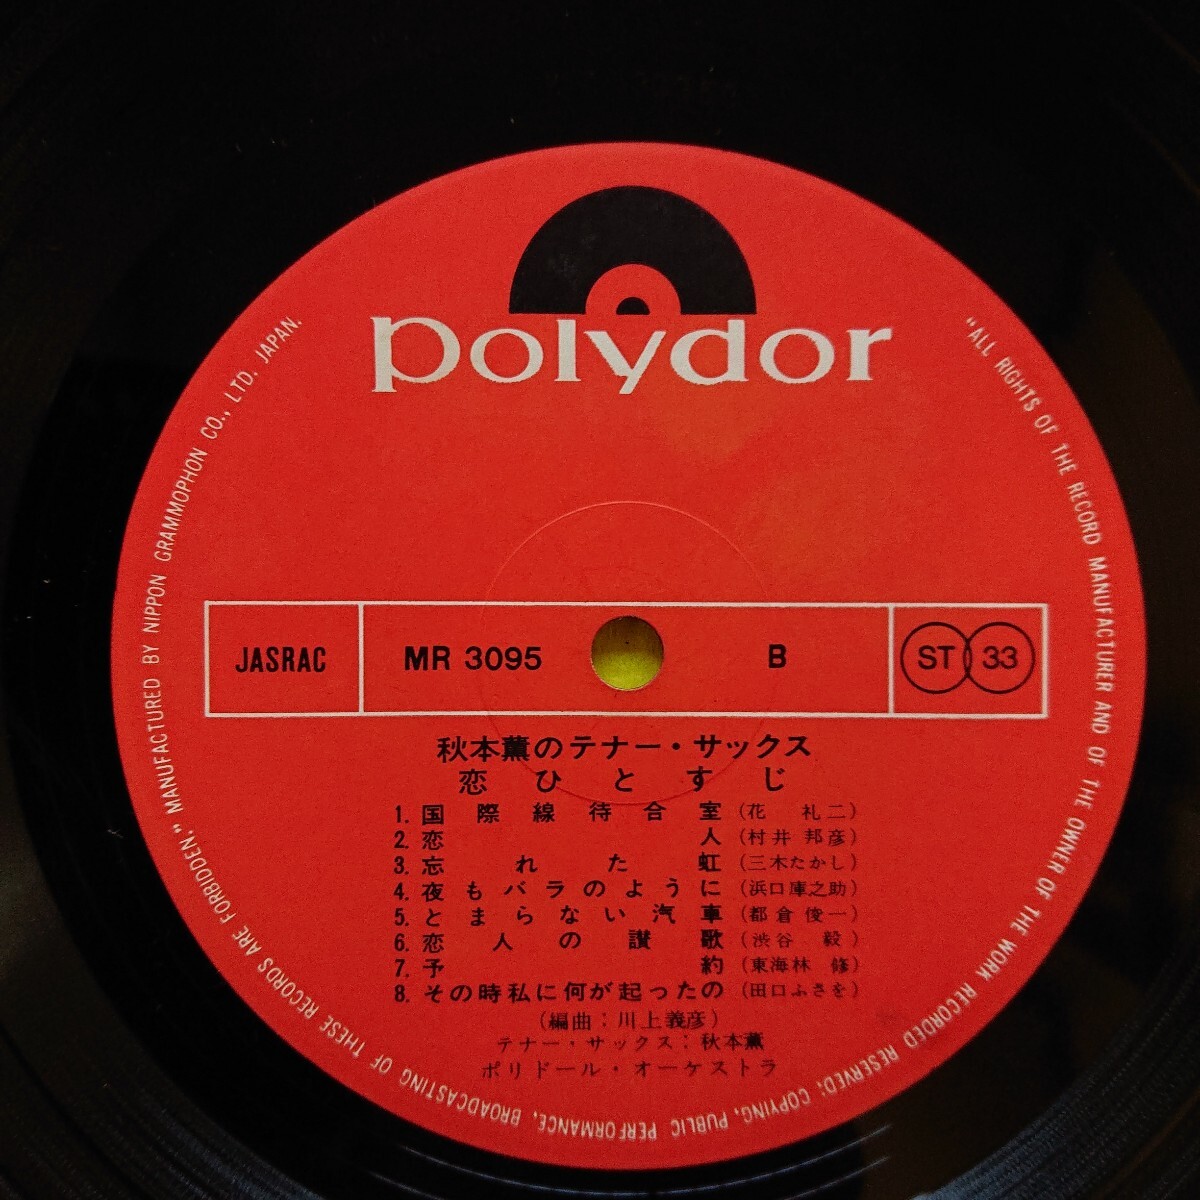 polydor
JASRAC
MR 3095
B
ST 33
秋本薫のテナー・サックス
恋ひとすじ
1. 国際線待合室 (花 礼二)
2. 恋人 (村井 邦彦)
3. 忘れた虹 (三木たかし)
4. 夜もバラのように (浜口庫之助)
5. とまらない汽車 (都倉俊一)
6. 恋人の讃歌 (渋谷 毅)
7. 予約 (東海林 修)
8. その時私に何が起ったの (田口ふさを)
(編曲：川上義彦)
テナー・サックス：秋本薫
ポリドール・オーケストラ
"ALL RIGHTS OF THE RECORD MANUFACTURER AND OF THE OWNER OF THE WORK RECORDED RESERVED; COPYING, PUBLIC PERFORMANCE, BROADCASTING OF THESE RECORDS ARE FORBIDDEN." MANUFACTURED BY NIPPON GRAMMOPHON CO., LTD. JAPAN.